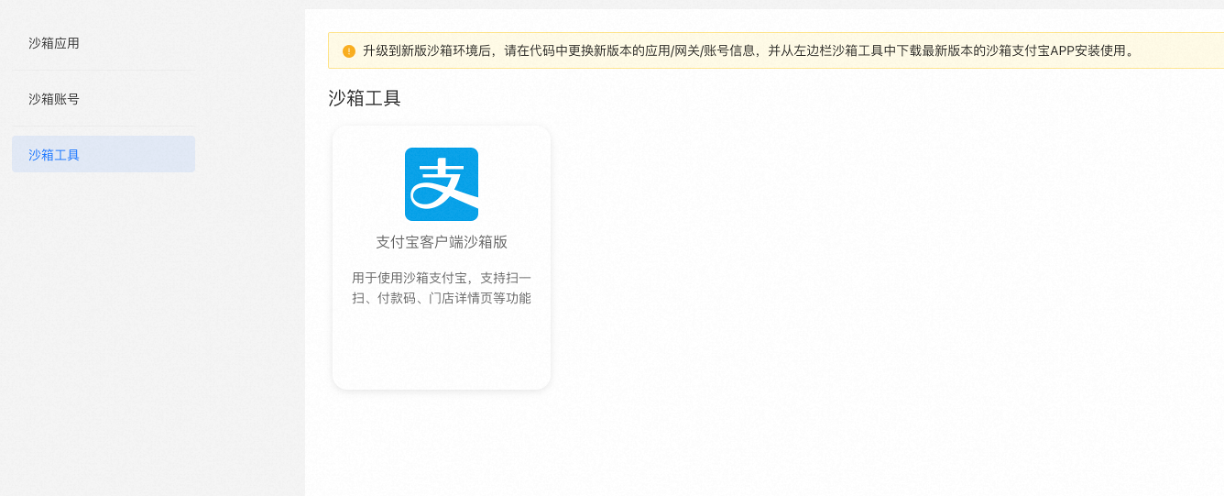 沙箱应用
沙箱账号
沙箱工具
升级到新版沙箱环境后，请在代码中更换新版本的应用/网关/账号信息，并从左边栏沙箱工具中下载最新版本的沙箱支付宝APP安装使用。
沙箱工具
支
支付宝客户端沙箱版
用于使用沙箱支付宝，支持扫一
扫、付款码、门店详情页等功能